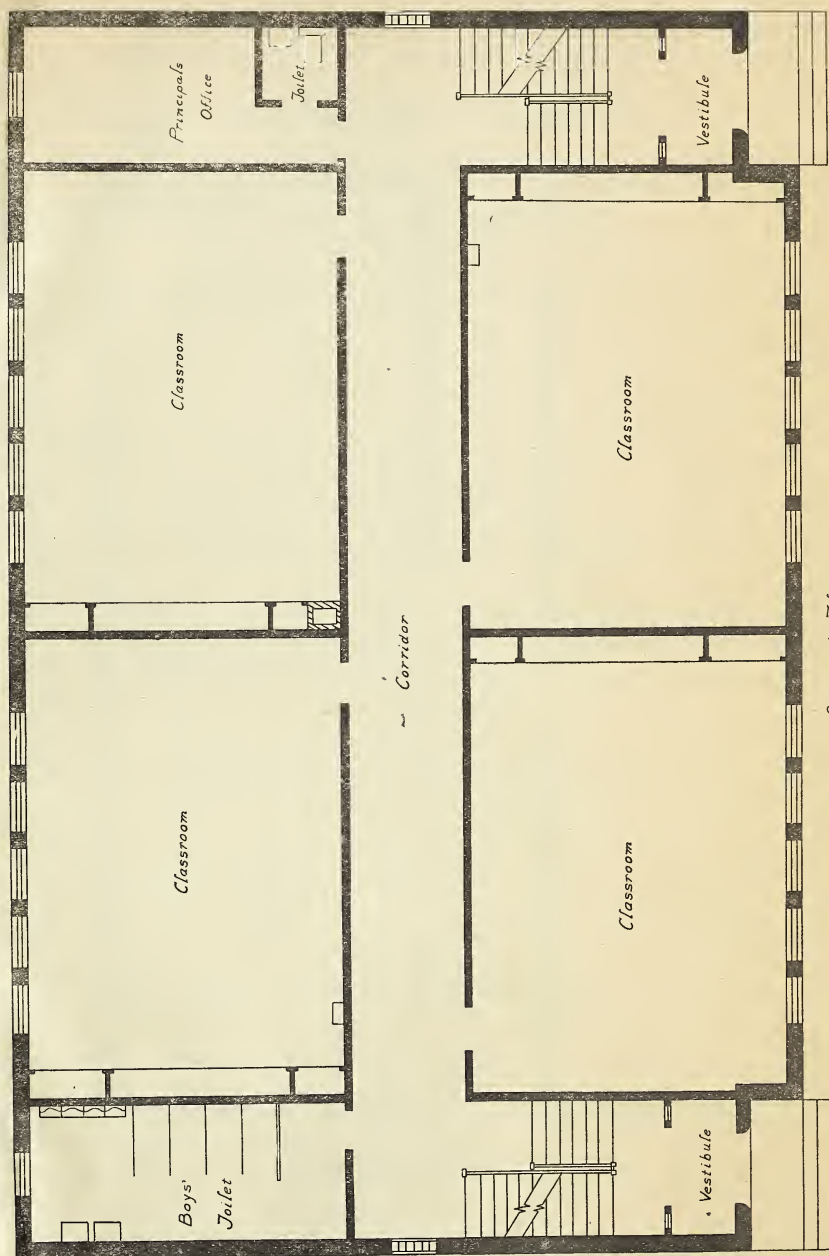 Boys'
Toilet
Classroom
Classroom
Principals
Office
Toilet
Corridor
Classroom
Classroom
Vestibule
Vestibule